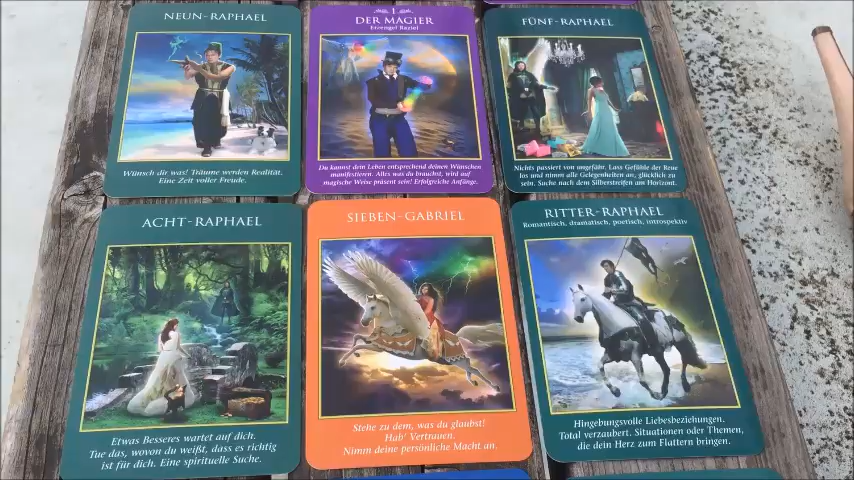 NEUN-RAPHAEL
Wünsch dir was! Träume werden Realität.
Eine Zeit voller Freude.
I
DER MAGIER
Erzengel Raziel
Du kannst dein Leben entsprechend deinen Wünschen
manifestieren. Alles was du brauchst, wird auf
magische Weise präsent sein! Erfolgreiche Anfänge.
FÜNF-RAPHAEL
Nichts passiert von ungefähr. Lass Gefühle der Reue
los und nimm alle Gelegenheiten an, glücklich zu
sein. Suche nach dem Silberstreifen am Horizont.
ACHT-RAPHAEL
Etwas Besseres wartet auf dich.
Tue das, wovon du weißt, dass es richtig
ist für dich. Eine spirituelle Suche.
SIEBEN-GABRIEL
Stehe zu dem, was du glaubst!
Hab' Vertrauen.
Nimm deine persönliche Macht an.
RITTER-RAPHAEL
Romantisch, dramatisch, poetisch, introspektiv
Hingebungsvolle Liebesbeziehungen.
Total verzaubert. Situationen oder Themen,
die dein Herz zum Flattern bringen.